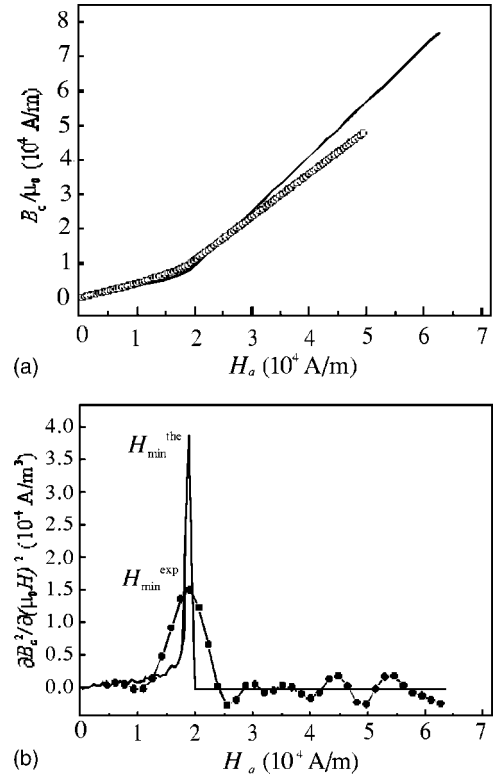 8
7
6
5
4
3
2
1
0
B_c/μ_0 (10^4 A/m)
0 1 2 3 4 5 6 7
(a)
H_a (10^4 A/m)
4.0
3.5
3.0
2.5
2.0
1.5
1.0
0.5
0.0
∂B_c^2/∂(μ_0H)^2 (10^-4 A/m^3)
H_min^the
H_min^exp
0 1 2 3 4 5 6 7
(b)
H_a (10^4 A/m)